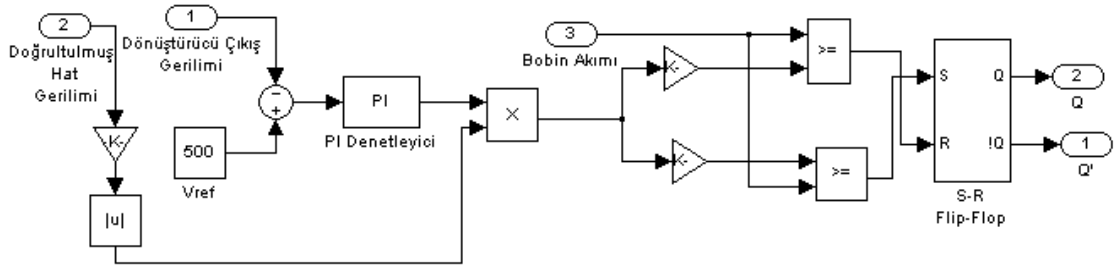 2
Doğrultulmuş
Hat
Gerilimi
-K-
|u|
1
Dönüştürücü Çıkış
Gerilimi
500
Vref
PI
PI Denetleyici
×
3
Bobin Akımı
K-
K-
>=
>=
S
R
Q
!Q
S-R
Flip-Flop
2
Q
1
Q'